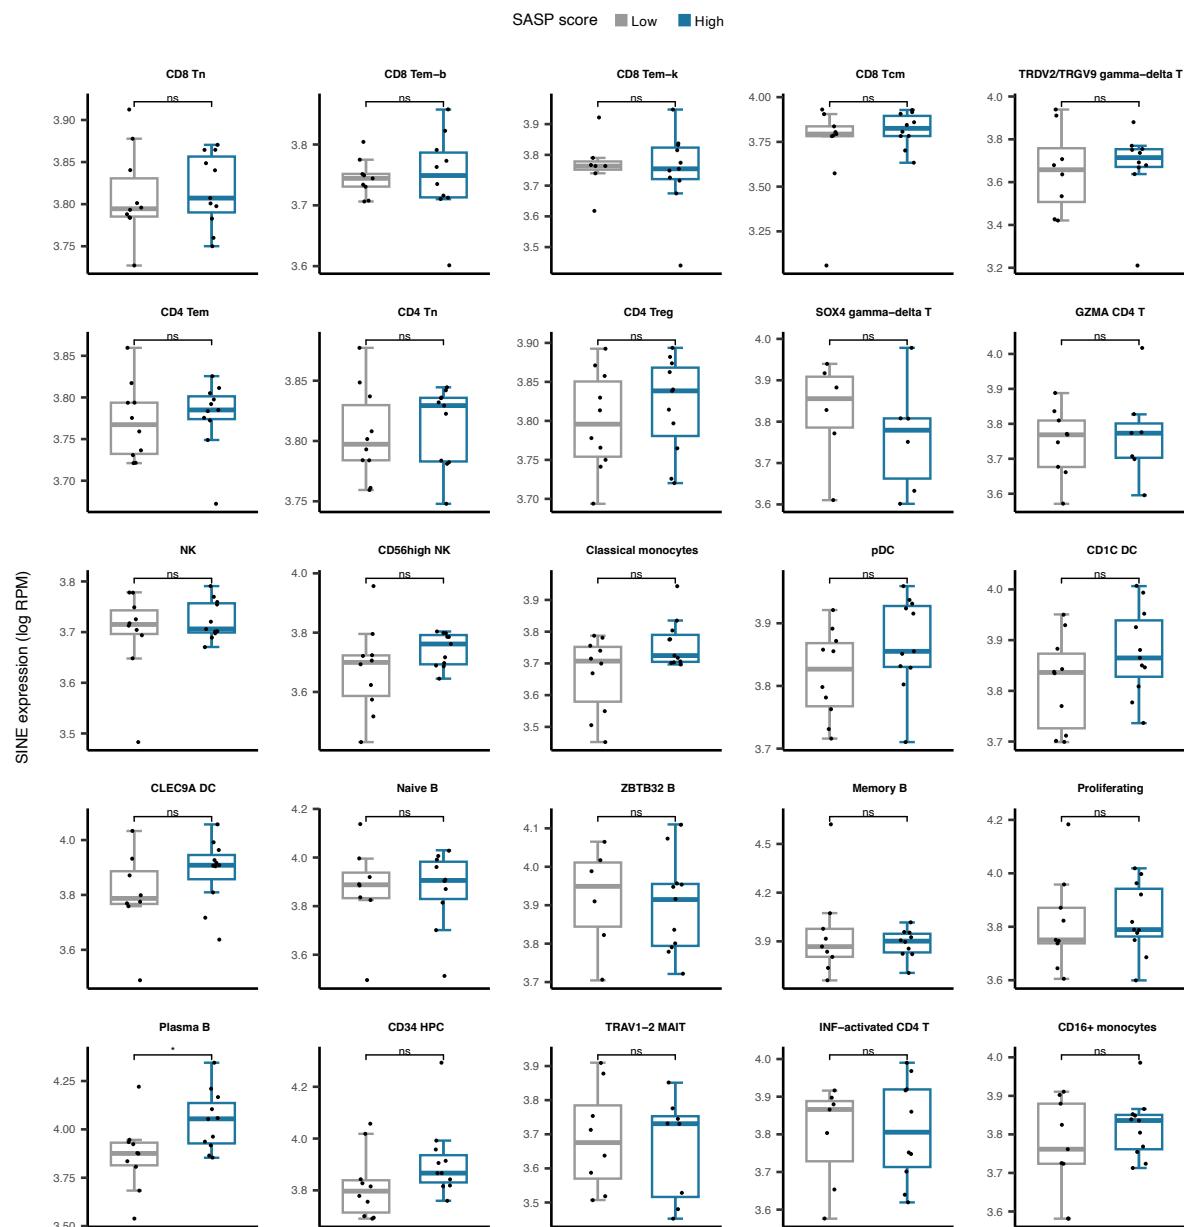 SASP score Low High
CD8 Tn CD8 Tem−b CD8 Tem−k CD8 Tcm TRDV2/TRGV9 gamma−delta T
ns ns ns ns ns
3.90 3.85 3.80 3.75
3.8 3.7 3.6
3.9 3.8 3.7 3.6 3.5
4.00 3.75 3.50 3.25
4.0 3.8 3.6 3.4 3.2
CD4 Tem CD4 Tn CD4 Treg SOX4 gamma−delta T GZMA CD4 T
ns ns ns ns ns
3.85 3.80 3.75 3.70
3.85 3.80 3.75
3.90 3.85 3.80 3.75 3.70
4.0 3.9 3.8 3.7 3.6
4.0 3.9 3.8 3.7 3.6
SINE expression (log RPM)
NK CD56high NK Classical monocytes pDC CD1C DC
ns ns ns ns ns
3.8 3.7 3.6 3.5
4.0 3.8 3.6
3.9 3.8 3.7 3.6 3.5
3.9 3.8 3.7
4.0 3.9 3.8 3.7
CLEC9A DC Naive B ZBTB32 B Memory B Proliferating
ns ns ns ns ns
4.0 3.8 3.6
4.2 4.0 3.8 3.6
4.1 4.0 3.9 3.8 3.7
4.5 4.2 3.9
4.2 4.0 3.8 3.6
Plasma B CD34 HPC TRAV1−2 MAIT INF−activated CD4 T CD16+ monocytes
* ns ns ns ns
4.25 4.00 3.75 3.50
4.2 4.0 3.8
3.9 3.8 3.7 3.6 3.5
4.0 3.9 3.8 3.7 3.6
4.0 3.9 3.8 3.7 3.6